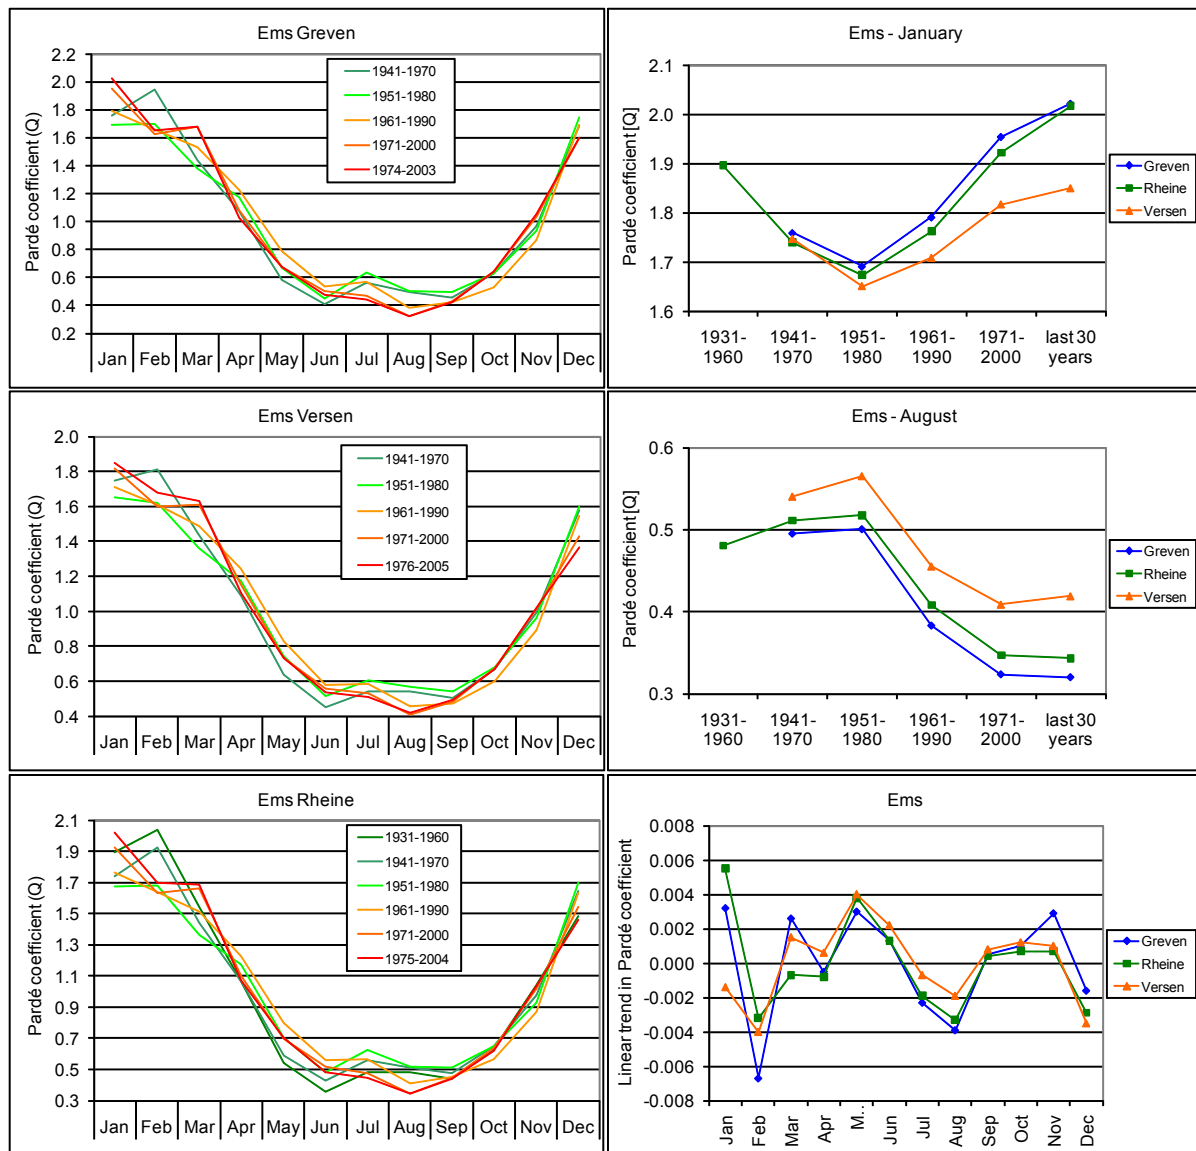 Ems Greven
Pardé coefficient (Q)
2.2
2.0
1.8
1.6
1.4
1.2
1.0
0.8
0.6
0.4
0.2
1941-1970
1951-1980
1961-1990
1971-2000
1974-2003
Jan Feb Mar Apr May Jun Jul Aug Sep Oct Nov Dec
Ems - January
Pardé coefficient [Q]
2.1
2.0
1.9
1.8
1.7
1.6
Greven
Rheine
Versen
1931- 1941- 1951- 1961- 1971- last 30
1960 1970 1980 1990 2000 years
Ems Versen
Pardé coefficient (Q)
2.0
1.8
1.6
1.4
1.2
1.0
0.8
0.6
0.4
1941-1970
1951-1980
1961-1990
1971-2000
1976-2005
Jan Feb Mar Apr May Jun Jul Aug Sep Oct Nov Dec
Ems - August
Pardé coefficient [Q]
0.6
0.5
0.4
0.3
Greven
Rheine
Versen
1931- 1941- 1951- 1961- 1971- last 30
1960 1970 1980 1990 2000 years
Ems Rheine
Pardé coefficient (Q)
2.1
1.9
1.7
1.5
1.3
1.1
0.9
0.7
0.5
0.3
1931-1960
1941-1970
1951-1980
1961-1990
1971-2000
1975-2004
Jan Feb Mar Apr May Jun Jul Aug Sep Oct Nov Dec
Ems
Linear trend in Pardé coefficient
0.008
0.006
0.004
0.002
0.000
-0.002
-0.004
-0.006
-0.008
Greven
Rheine
Versen
Jan Feb Mar Apr M.. Jun Jul Aug Sep Oct Nov Dec